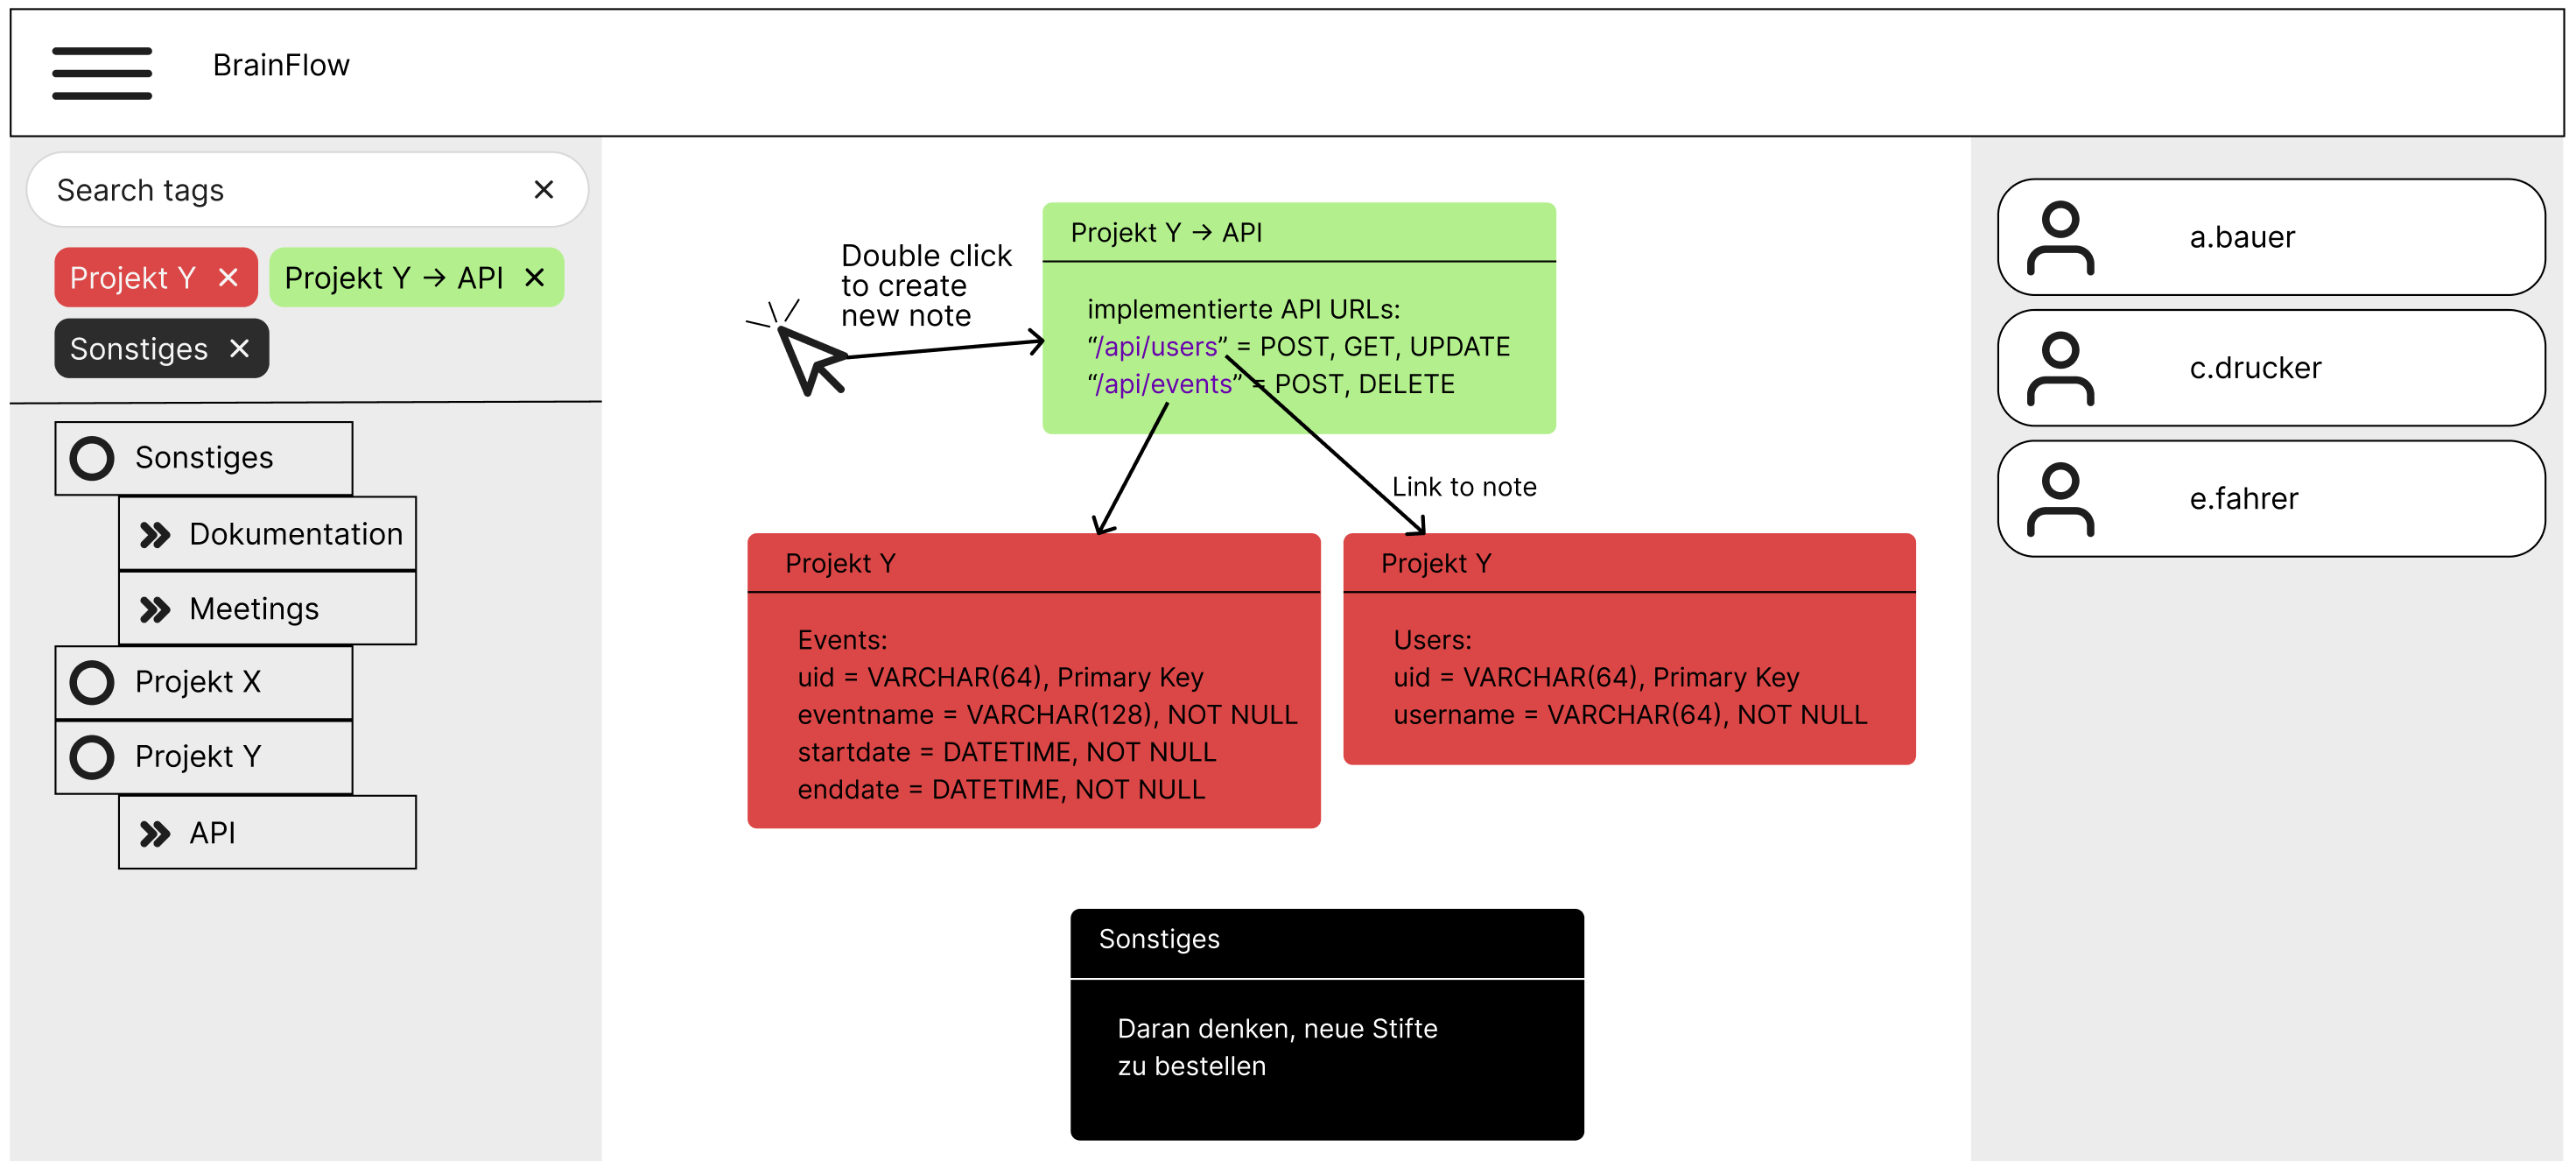 BrainFlow
Search tags
Projekt Y
Projekt Y → API
Sonstiges
Sonstiges
Dokumentation
Meetings
Projekt X
Projekt Y
API
Double click
to create
new note
Projekt Y → API
implementierte API URLs:
“/api/users” = POST, GET, UPDATE
“/api/events” = POST, DELETE
Link to note
Projekt Y
Events:
uid = VARCHAR(64), Primary Key
eventname = VARCHAR(128), NOT NULL
startdate = DATETIME, NOT NULL
enddate = DATETIME, NOT NULL
Projekt Y
Users:
uid = VARCHAR(64), Primary Key
username = VARCHAR(64), NOT NULL
Sonstiges
Daran denken, neue Stifte
zu bestellen
a.bauer
c.drucker
e.fahrer